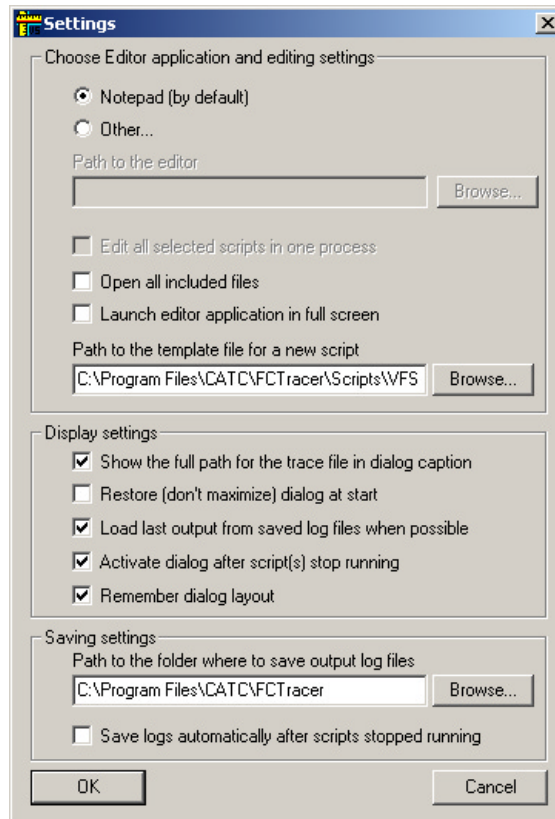 Settings
Choose Editor application and editing settings
Notepad (by default)
Other...
Path to the editor
Browse...
Edit all selected scripts in one process
Open all included files
Launch editor application in full screen
Path to the template file for a new script
C:\Program Files\CATC\FCTracer\Scripts\VFS Browse...
Display settings
Show the full path for the trace file in dialog caption
Restore (don't maximize) dialog at start
Load last output from saved log files when possible
Activate dialog after script(s) stop running
Remember dialog layout
Saving settings
Path to the folder where to save output log files
C:\Program Files\CATC\FCTracer Browse...
Save logs automatically after scripts stopped running
OK Cancel